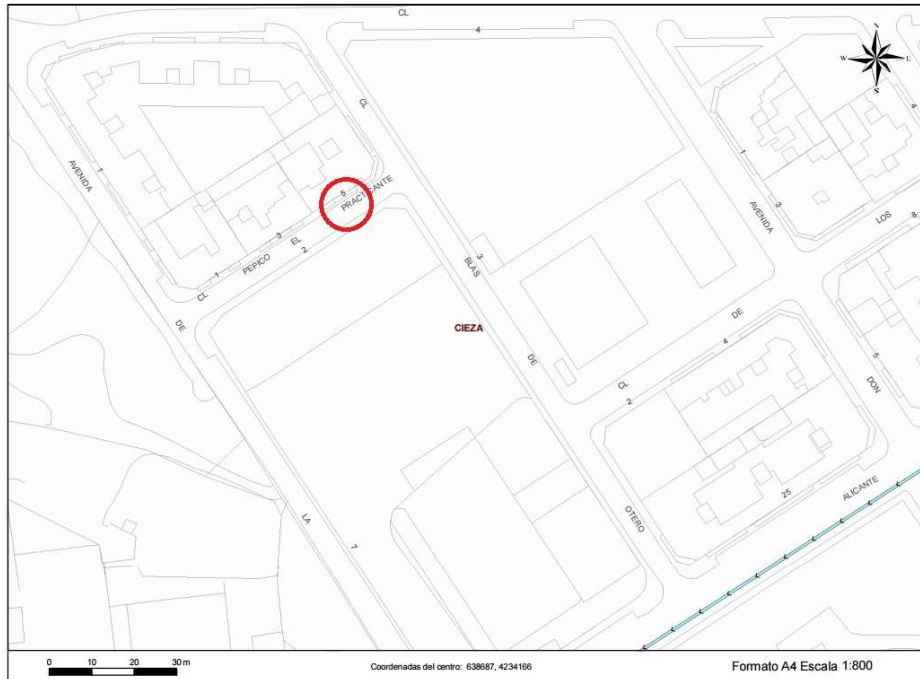 CL
4
N
W E
S
CL
4
AVENIDA
1
1
5
PRACTICANTE
AVENIDA
3
LOS
8
3
EL
2
PEPICO
1
CL
3
BLAS
DE
CIEZA
DE
DE
4
CL
2
5
DON
ALICANTE
25
OTERO
LA
7
0 10 20 30 m
Coordenadas del centro: 638687, 4234166
Formato A4 Escala 1:800